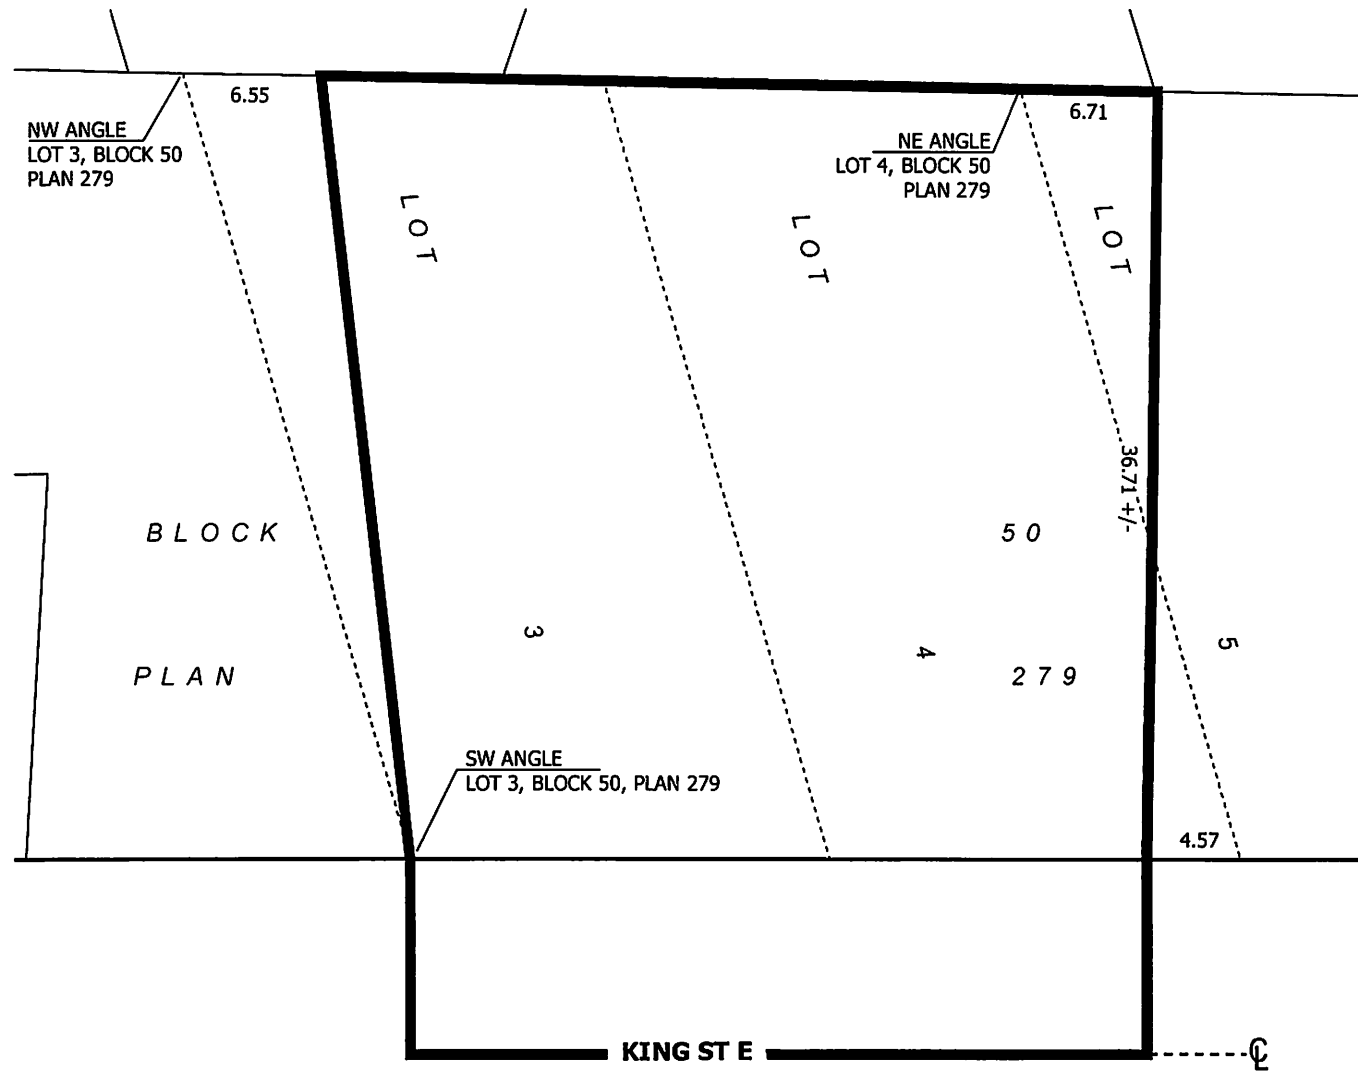 6.55
6.71
NW ANGLE
LOT 3, BLOCK 50
PLAN 279
NE ANGLE
LOT 4, BLOCK 50
PLAN 279
LOT
LOT
LOT
36.71 +/-
BLOCK
50
3
4
5
PLAN
279
SW ANGLE
LOT 3, BLOCK 50, PLAN 279
4.57
KING ST E
℄